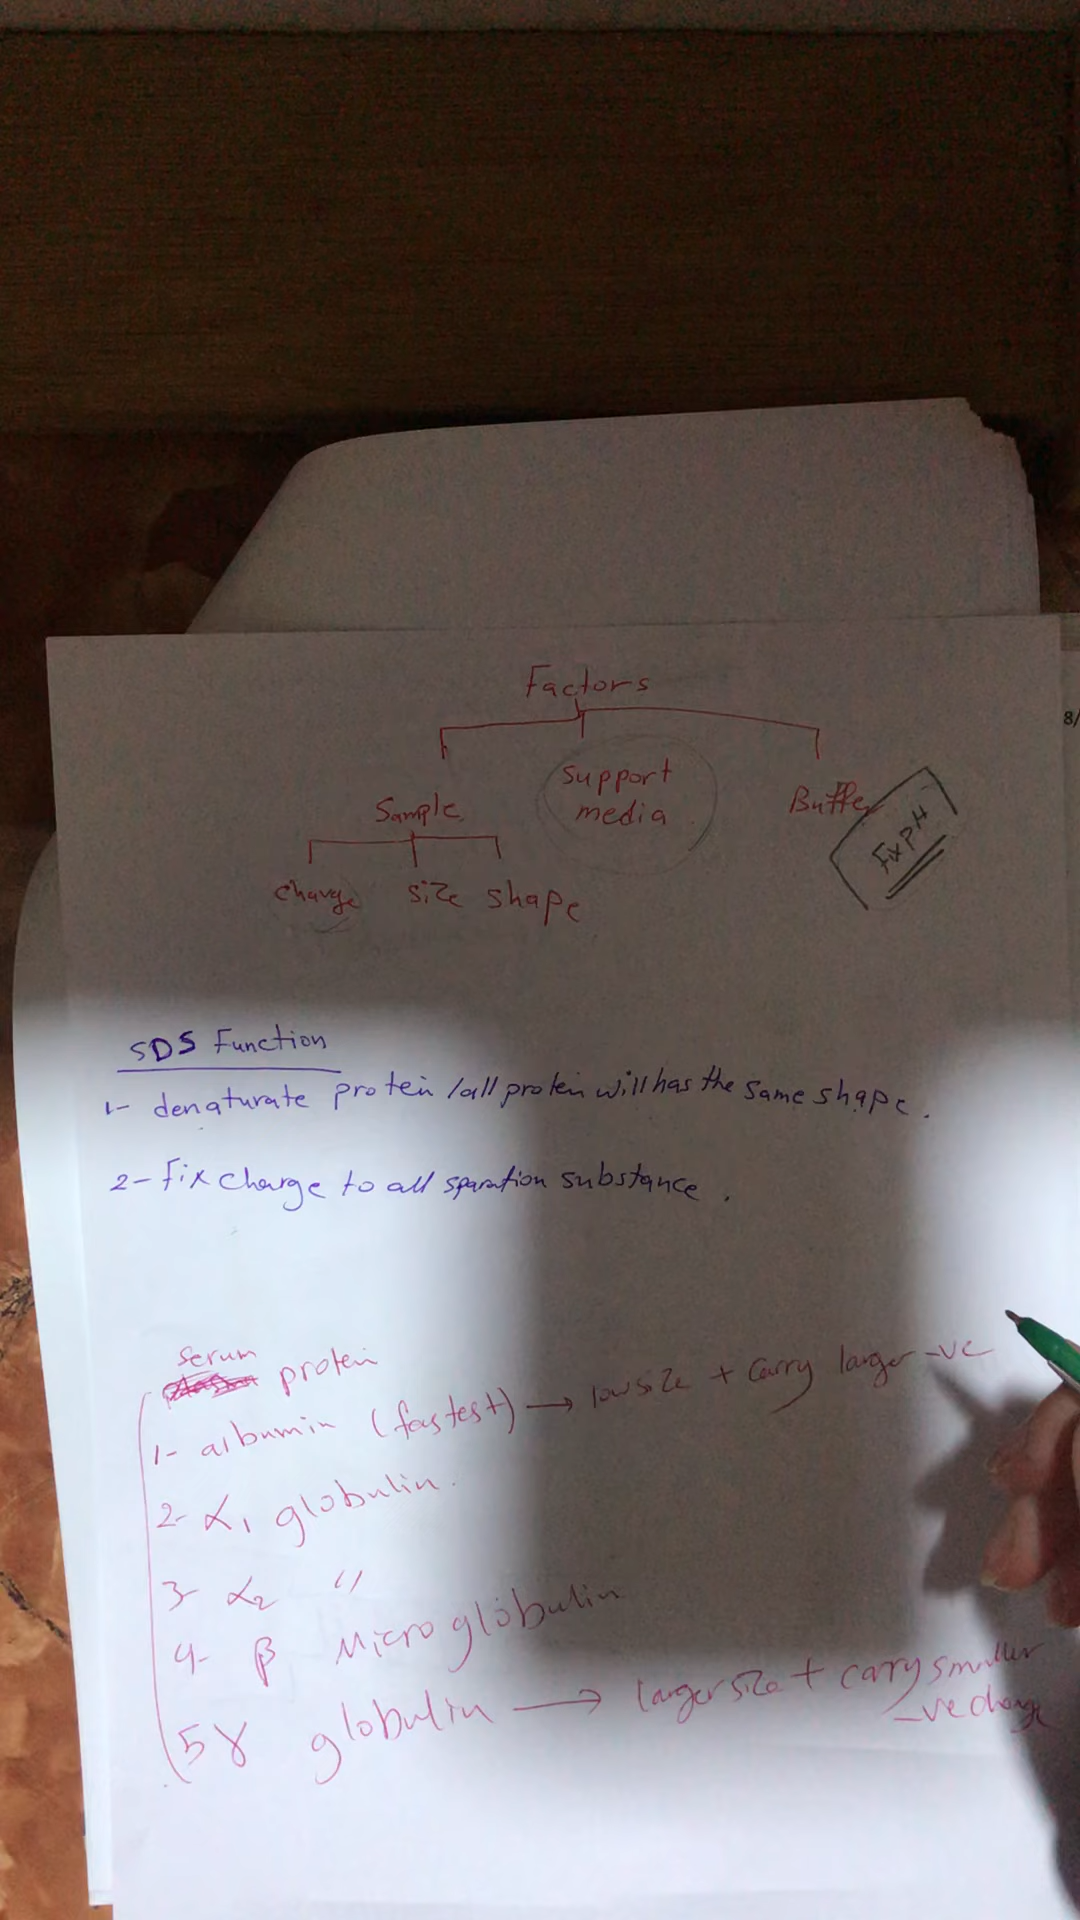 Factors
Sample
Support
media
Buffer
Fix pH
charge size shape
8/
SDS Function
1- denaturate protein / all protein will has the same shape.
2- Fix charge to all sparation substance.
serum
protein
1- albumin (fastest) → low size + Carry larger -ve
2- α1 globulin.
3- α2 "
4- β Microglobulin
5 γ globulin → larger size + carry smaller
-ve charge